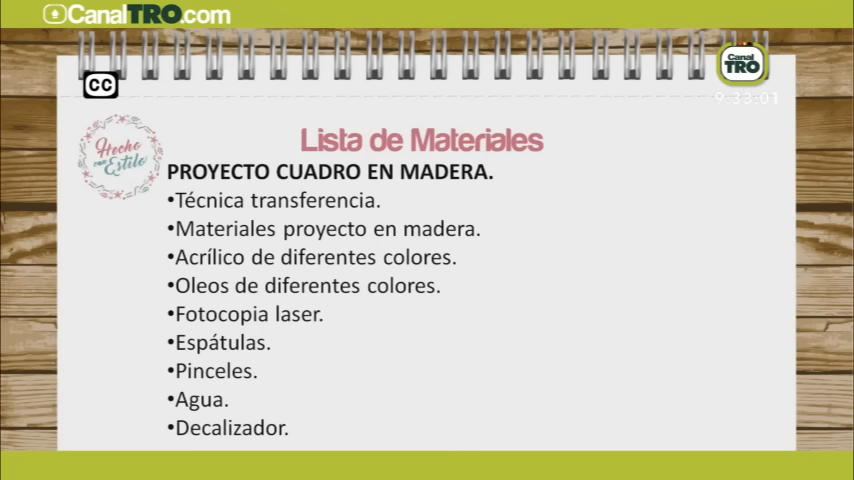 CanalTRO.com
Canal
TRO
CC
9:33:01
Hecho
con Estilo
Lista de Materiales
PROYECTO CUADRO EN MADERA.
•Técnica transferencia.
•Materiales proyecto en madera.
•Acrílico de diferentes colores.
•Oleos de diferentes colores.
•Fotocopia laser.
•Espátulas.
•Pinceles.
•Agua.
•Decalizador.